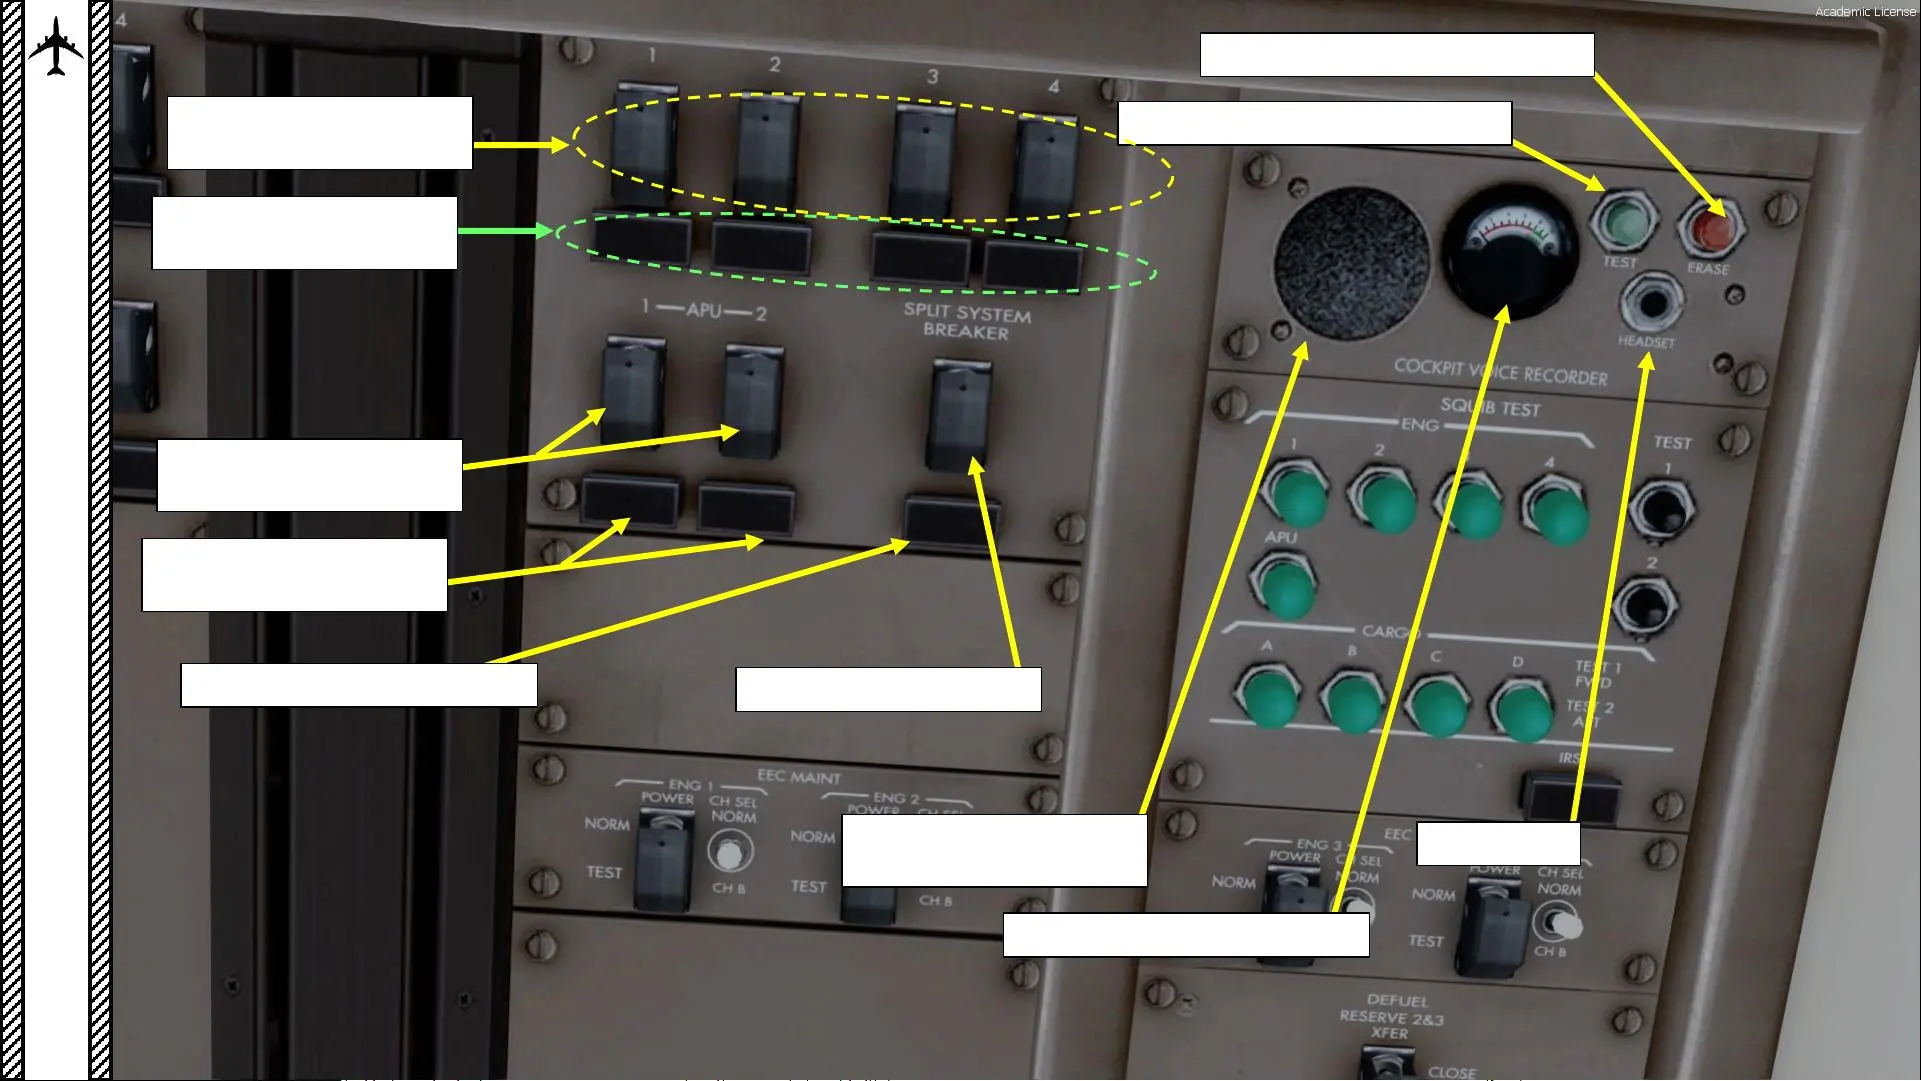 Academic License
4
1
2
3
4
1 APU 2
SPLIT SYSTEM
BREAKER
TEST
ERASE
HEADSET
COCKPIT VOICE RECORDER
SQUIB TEST
ENG
1
2
4
TEST
1
APU
2
CARGO
A
B
C
D
TEST 1
FWD
TEST 2
AFT
IRS
EEC MAINT
ENG 1
POWER
CH SEL
NORM
NORM
TEST
CH B
ENG 2
POWER
CH SEL
NORM
TEST
CH B
EEC
ENG 3
POWER
CH SEL
NORM
NORM
POWER
CH SEL
NORM
NORM
TEST
CH B
DEFUEL
RESERVE 2&3
XFER
CLOSE